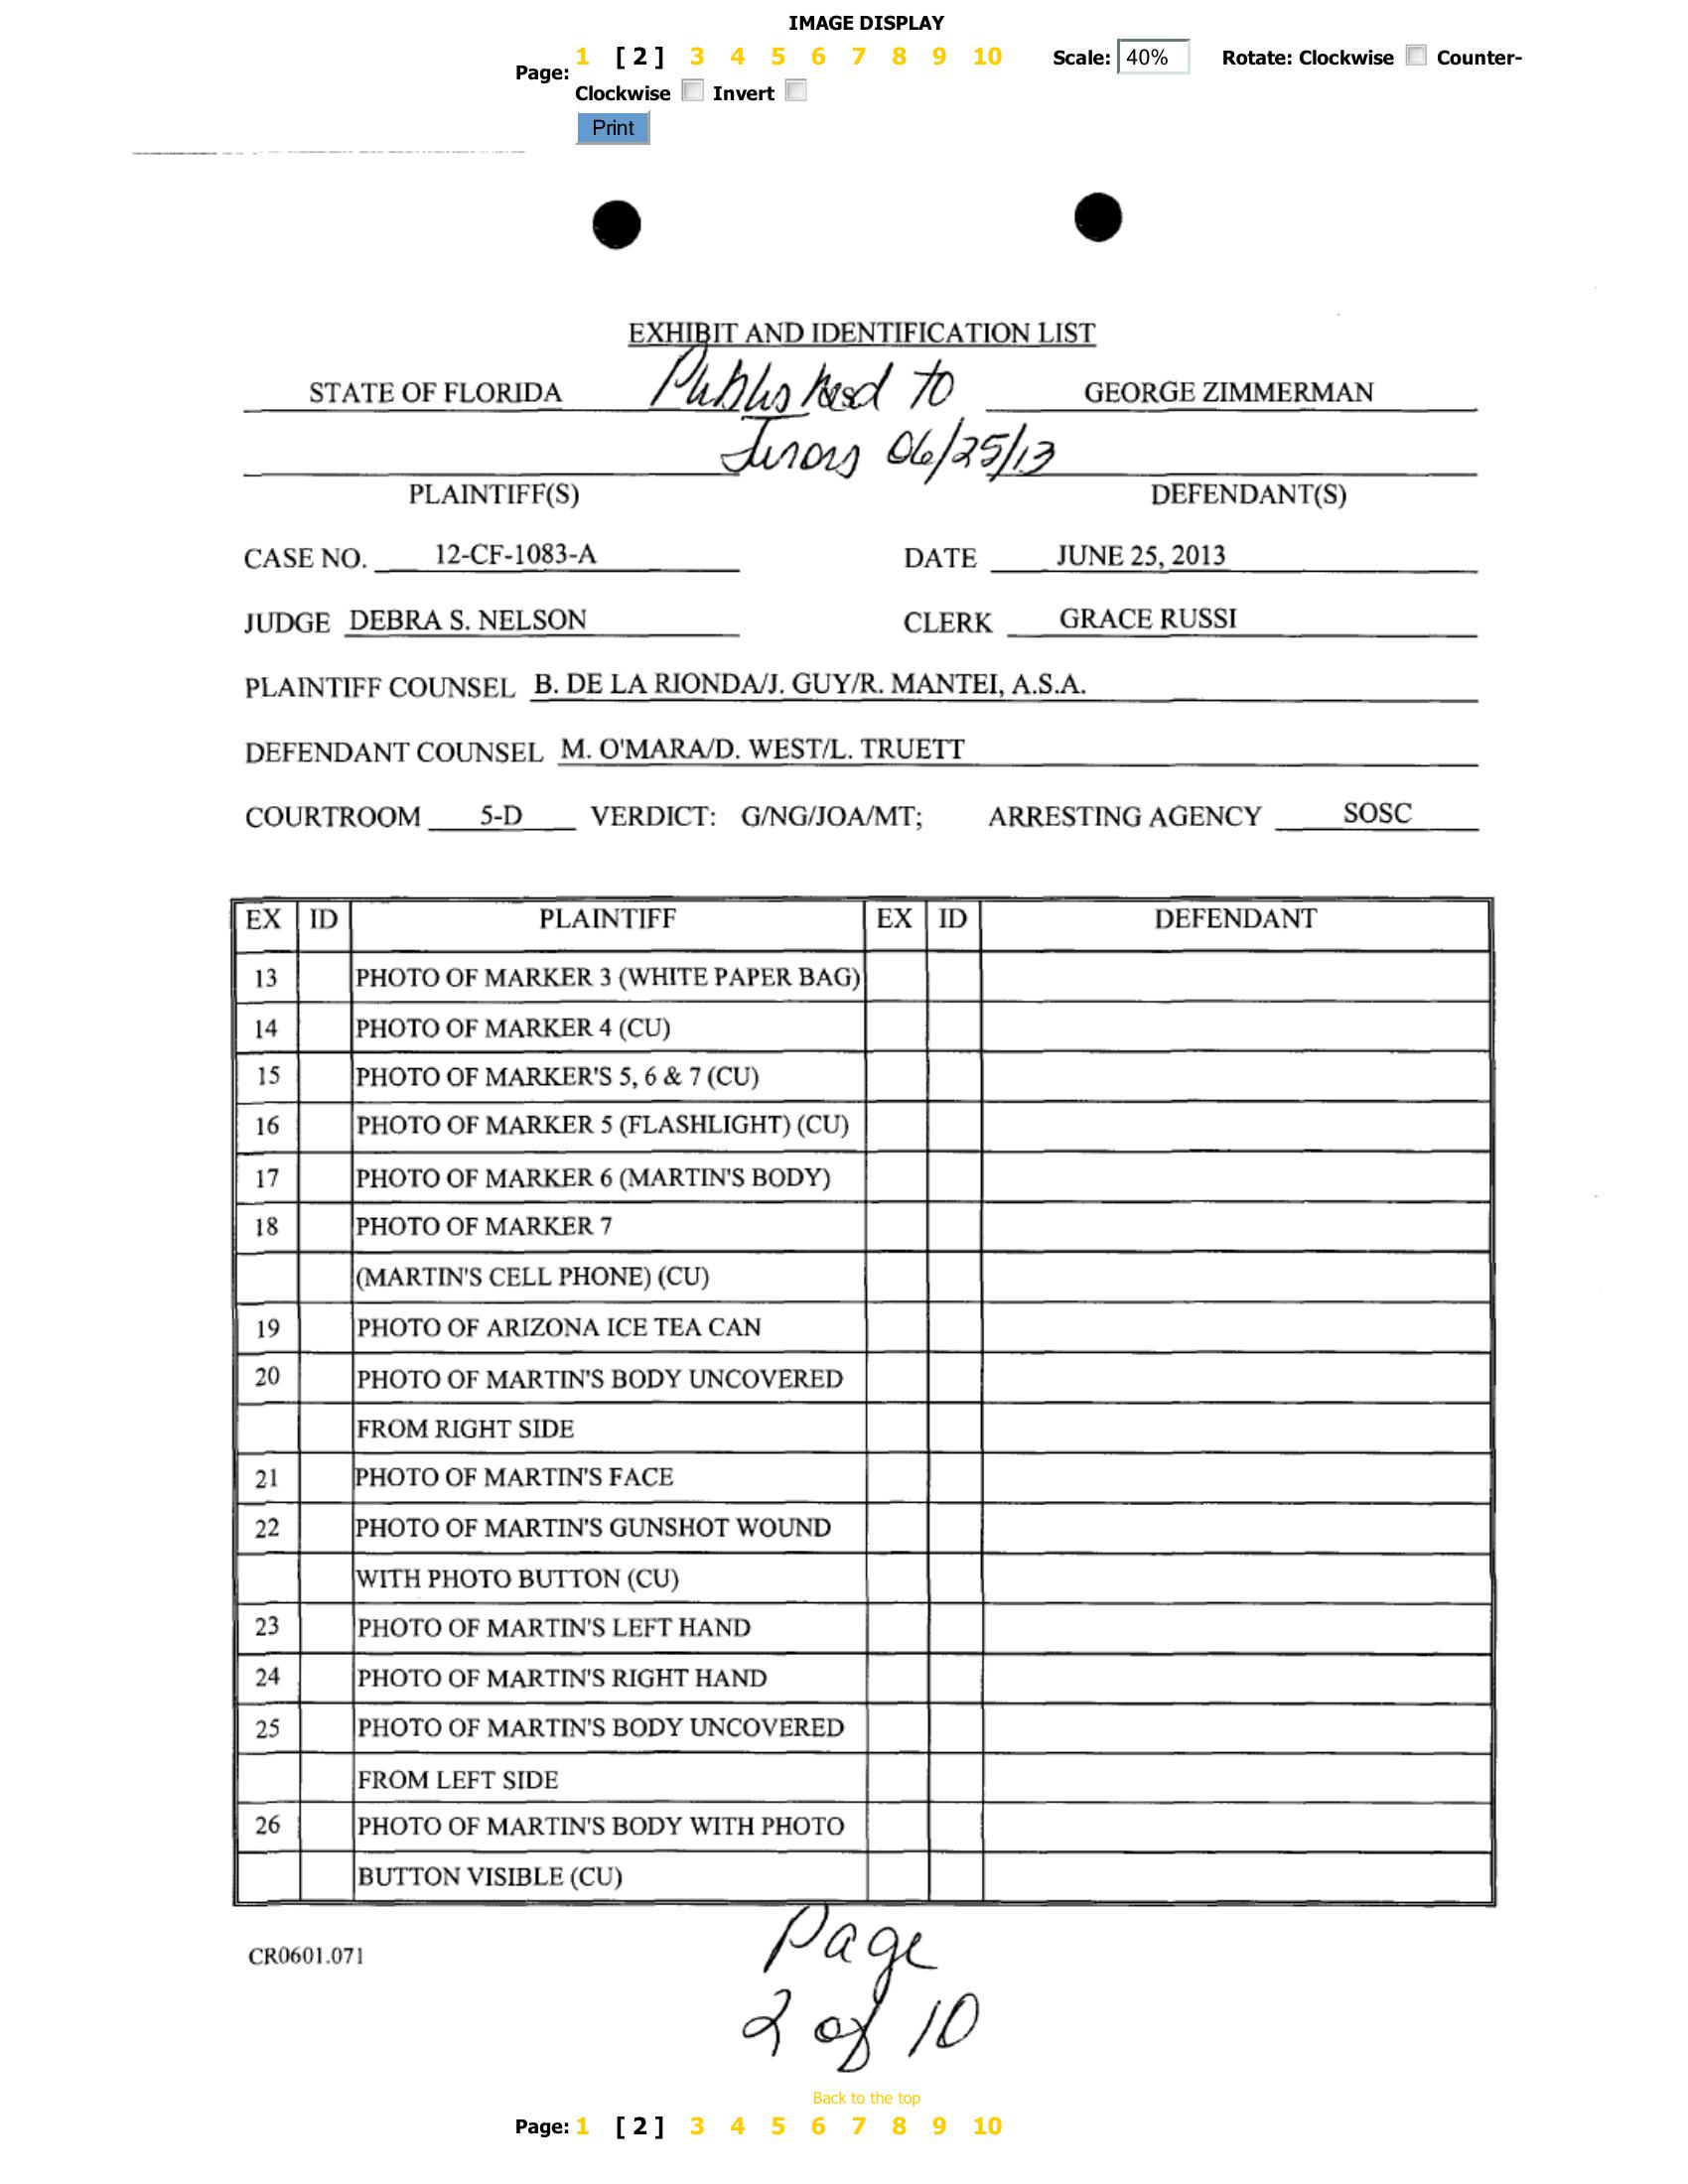 IMAGE DISPLAY
Page: 1 [ 2 ] 3 4 5 6 7 8 9 10 Scale: 40% Rotate: Clockwise Counter-
Clockwise Invert
Print
EXHIBIT AND IDENTIFICATION LIST
STATE OF FLORIDA Published to GEORGE ZIMMERMAN
Jurors 06/25/13
PLAINTIFF(S) DEFENDANT(S)
CASE NO. 12-CF-1083-A DATE JUNE 25, 2013
JUDGE DEBRA S. NELSON CLERK GRACE RUSSI
PLAINTIFF COUNSEL B. DE LA RIONDA/J. GUY/R. MANTEI, A.S.A.
DEFENDANT COUNSEL M. O'MARA/D. WEST/L. TRUETT
COURTROOM 5-D VERDICT: G/NG/JOA/MT; ARRESTING AGENCY SOSC
EX ID PLAINTIFF EX ID DEFENDANT
13 PHOTO OF MARKER 3 (WHITE PAPER BAG)
14 PHOTO OF MARKER 4 (CU)
15 PHOTO OF MARKER'S 5, 6 & 7 (CU)
16 PHOTO OF MARKER 5 (FLASHLIGHT) (CU)
17 PHOTO OF MARKER 6 (MARTIN'S BODY)
18 PHOTO OF MARKER 7
(MARTIN'S CELL PHONE) (CU)
19 PHOTO OF ARIZONA ICE TEA CAN
20 PHOTO OF MARTIN'S BODY UNCOVERED
FROM RIGHT SIDE
21 PHOTO OF MARTIN'S FACE
22 PHOTO OF MARTIN'S GUNSHOT WOUND
WITH PHOTO BUTTON (CU)
23 PHOTO OF MARTIN'S LEFT HAND
24 PHOTO OF MARTIN'S RIGHT HAND
25 PHOTO OF MARTIN'S BODY UNCOVERED
FROM LEFT SIDE
26 PHOTO OF MARTIN'S BODY WITH PHOTO
BUTTON VISIBLE (CU)
CR0601.071
Page
2 of 10
Back to the top
Page: 1 [ 2 ] 3 4 5 6 7 8 9 10